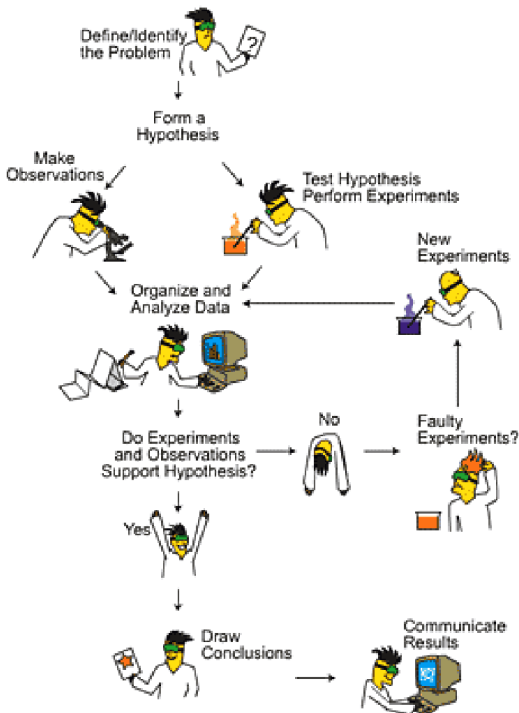 Define/Identify
the Problem
?
Form a
Hypothesis
Make
Observations
Test Hypothesis
Perform Experiments
New
Experiments
Organize and
Analyze Data
Do Experiments
and Observations
Support Hypothesis?
No
Faulty
Experiments?
Yes
Draw
Conclusions
Communicate
Results